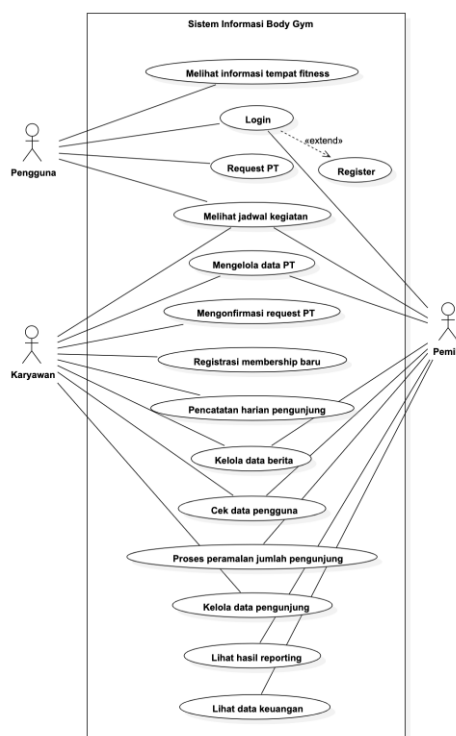 Sistem Informasi Body Gym
Melihat informasi tempat fitness
Login
«extend»
Pengguna
Request PT
Register
Melihat jadwal kegiatan
Mengelola data PT
Mengonfirmasi request PT
Karyawan
Pemi
Registrasi membership baru
Pencatatan harian pengunjung
Kelola data berita
Cek data pengguna
Proses peramalan jumlah pengunjung
Kelola data pengunjung
Lihat hasil reporting
Lihat data keuangan